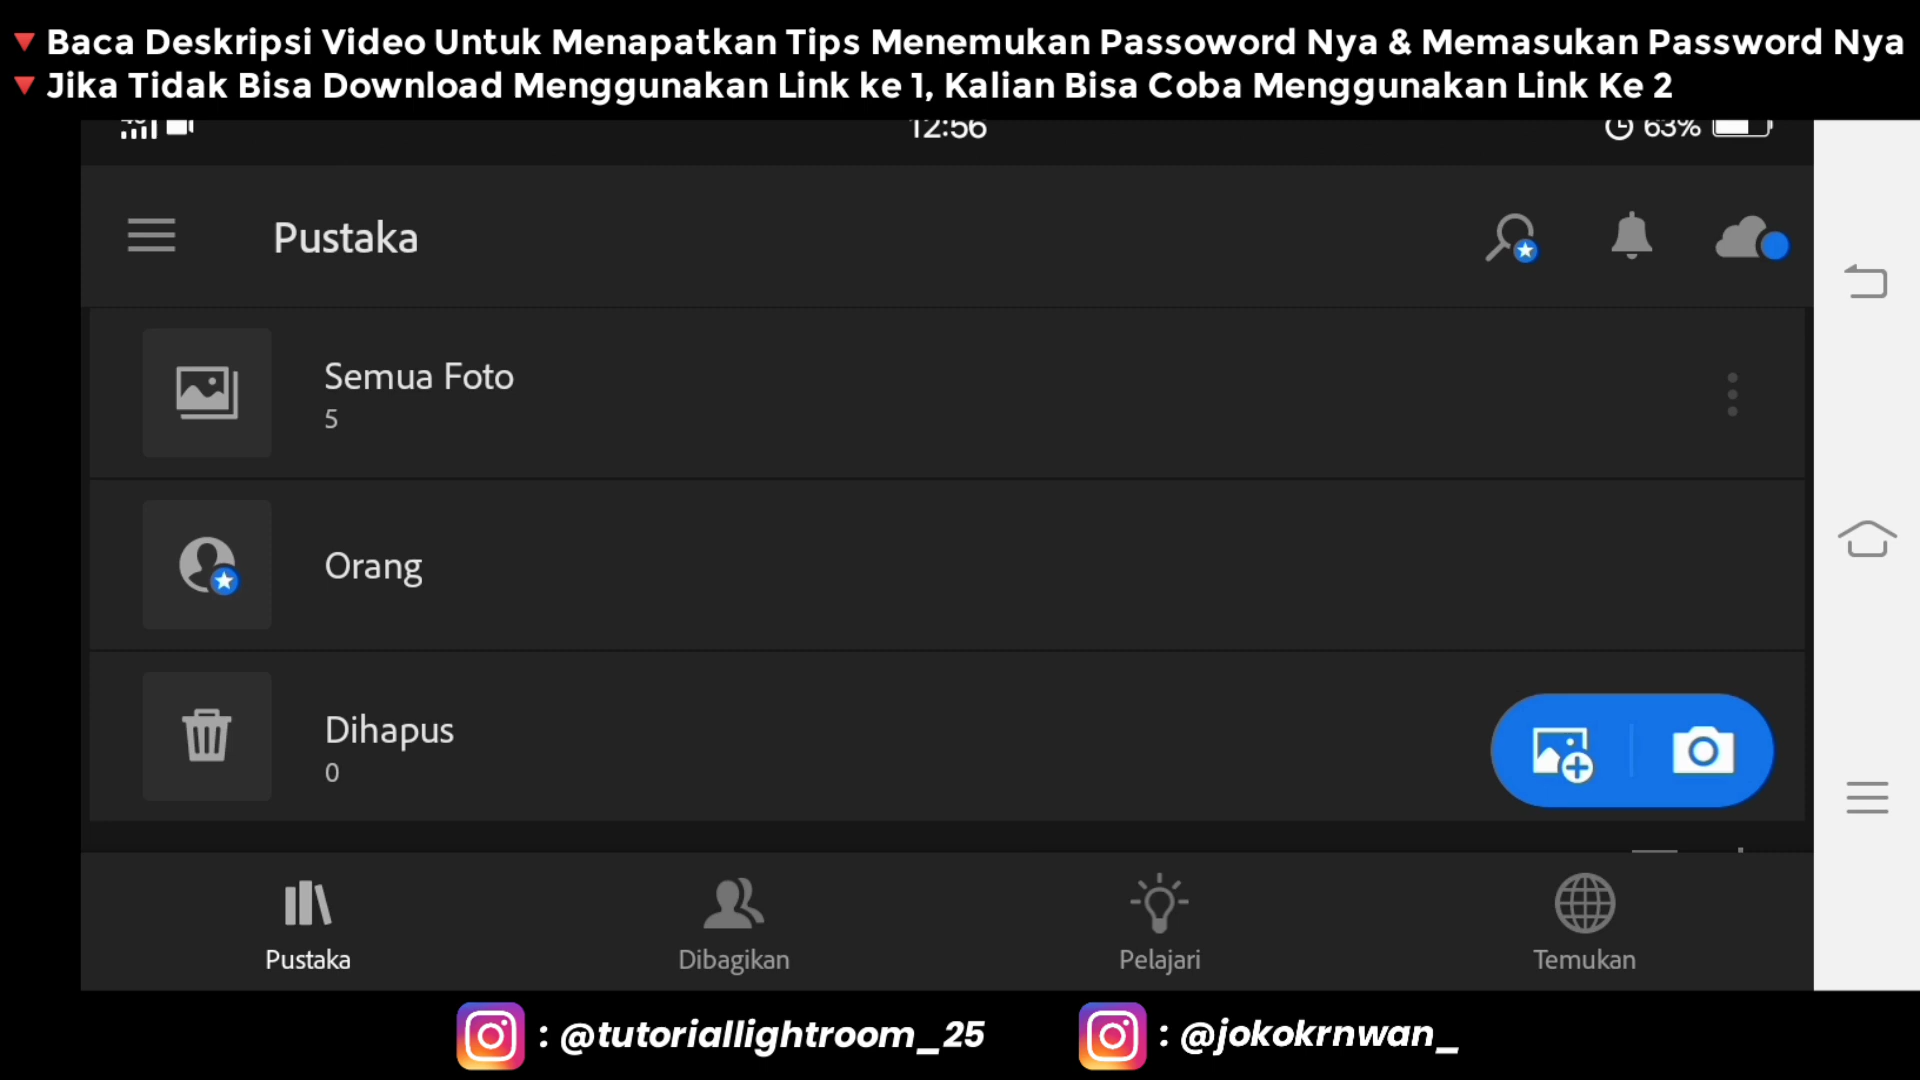 Baca Deskripsi Video Untuk Menapatkan Tips Menemukan Passoword Nya & Memasukan Password Nya
Jika Tidak Bisa Download Menggunakan Link ke 1, Kalian Bisa Coba Menggunakan Link Ke 2
12:56
63%
Pustaka
Semua Foto
5
Orang
Dihapus
0
Pustaka
Dibagikan
Pelajari
Temukan
: @tutoriallightroom_25
: @jokokrnwan_